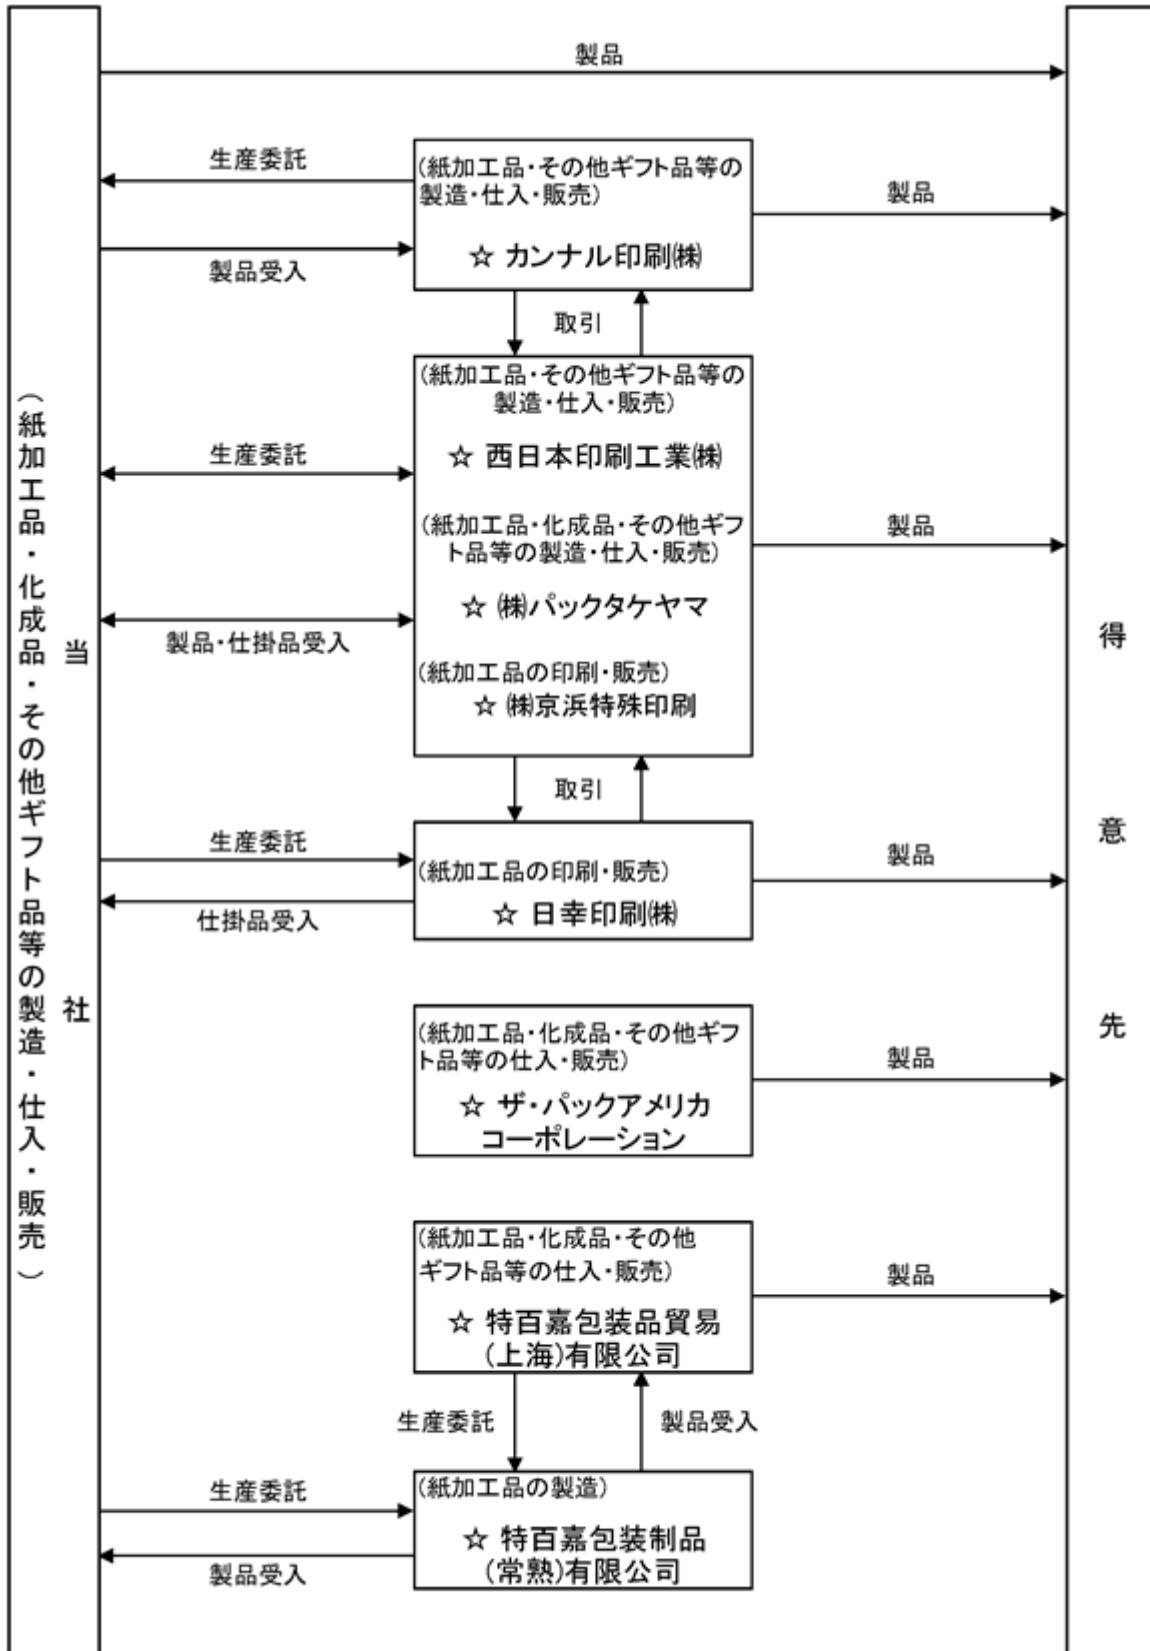 製品
生産委託
(紙加工品・その他ギフト品等の
製造・仕入・販売)
☆ カンナル印刷㈱
製品
製品受入
取引
(紙加工品・その他ギフト品等の
製造・仕入・販売)
☆ 西日本印刷工業㈱
生産委託
(紙加工品・化成品・その他ギフ
ト品等の製造・仕入・販売)
☆ ㈱パックタケヤマ
製品
製品・仕掛品受入
(紙加工品の印刷・販売)
☆ ㈱京浜特殊印刷
(紙加工品・化成品・その他ギフト品等の製造・仕入・販売)
当社
得意先
取引
生産委託
(紙加工品の印刷・販売)
☆ 日幸印刷㈱
製品
仕掛品受入
(紙加工品・化成品・その他ギフ
ト品等の仕入・販売)
☆ ザ・パックアメリカ
コーポレーション
製品
(紙加工品・化成品・その他
ギフト品等の仕入・販売)
☆ 特百嘉包装品貿易
(上海)有限公司
製品
生産委託
製品受入
生産委託
(紙加工品の製造)
☆ 特百嘉包装制品
(常熟)有限公司
製品受入